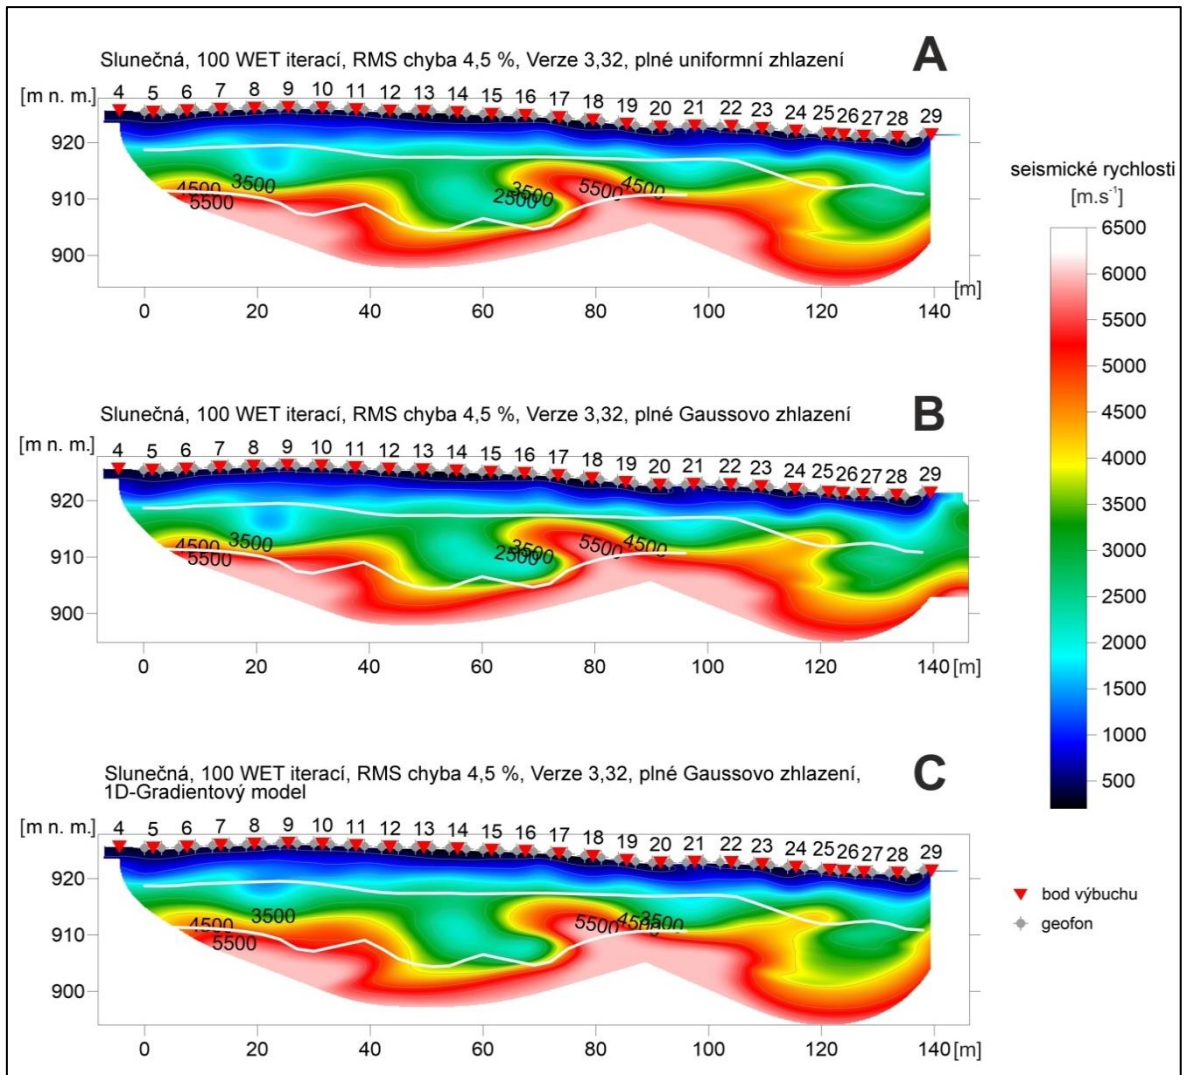 A
Slunečná, 100 WET iterací, RMS chyba 4,5 %, Verze 3,32, plné uniformní zhlazení
[m n. m.] 4 5 6 7 8 9 10 11 12 13 14 15 16 17 18 19 20 21 22 23 24 25 26 27 28 29
920
910
900
4500 3500
5500
3500
2500
5500 4500
[m]
0 20 40 60 80 100 120 140
seismické rychlosti
[m.s⁻¹]
6500
6000
5500
5000
4500
4000
3500
3000
2500
2000
1500
1000
500
B
Slunečná, 100 WET iterací, RMS chyba 4,5 %, Verze 3,32, plné Gaussovo zhlazení
[m n. m.] 4 5 6 7 8 9 10 11 12 13 14 15 16 17 18 19 20 21 22 23 24 25 26 27 28 29
920
910
900
4500 3500
5500
3500
2500
5500 4500
0 20 40 60 80 100 120 140 [m]
C
Slunečná, 100 WET iterací, RMS chyba 4,5 %, Verze 3,32, plné Gaussovo zhlazení,
1D-Gradientový model
[m n. m.] 4 5 6 7 8 9 10 11 12 13 14 15 16 17 18 19 20 21 22 23 24 25 26 27 28 29
920
910
900
4500 3500
5500
5500 4500 3500
0 20 40 60 80 100 120 140 [m]
bod výbuchu
geofon